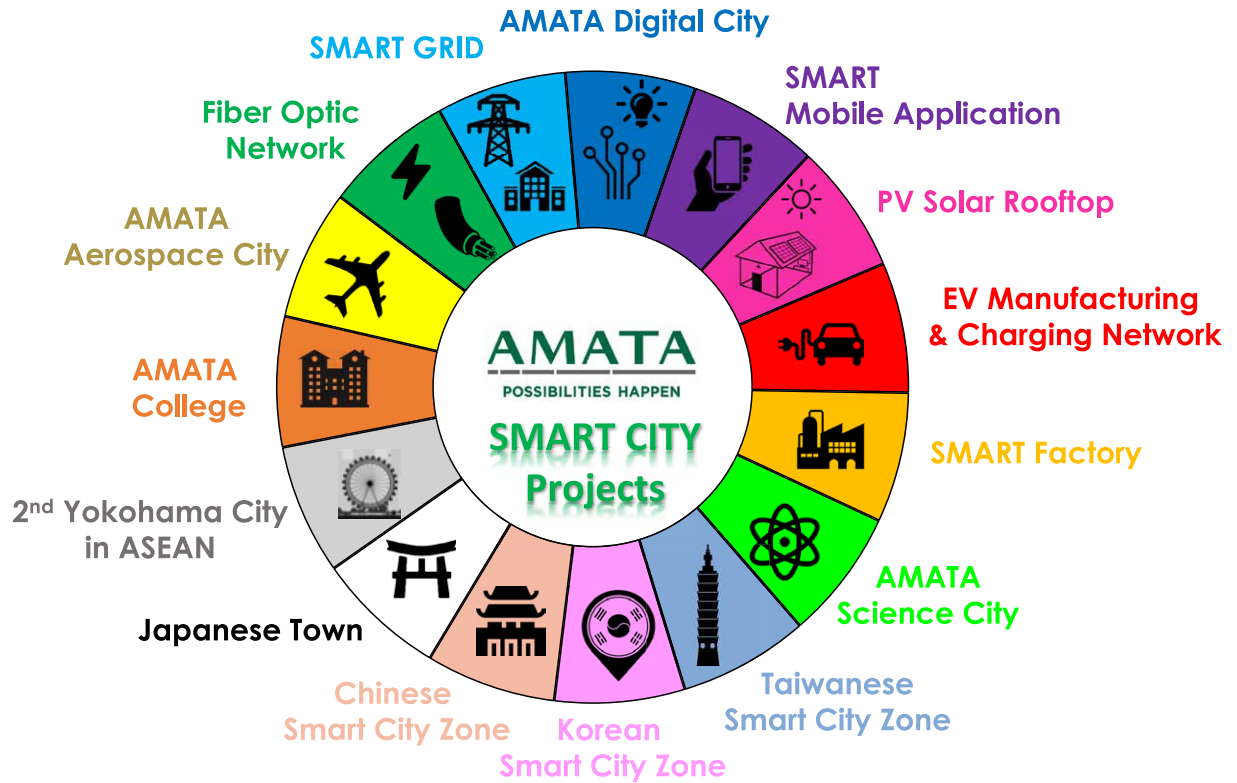 AMATA Digital City
SMART GRID
SMART
Mobile Application
Fiber Optic
Network
PV Solar Rooftop
AMATA
Aerospace City
EV Manufacturing
& Charging Network
AMATA
POSSIBILITIES HAPPEN
SMART CITY
Projects
AMATA
College
SMART Factory
2nd Yokohama City
in ASEAN
AMATA
Science City
Japanese Town
Chinese
Smart City Zone
Korean
Smart City Zone
Taiwanese
Smart City Zone